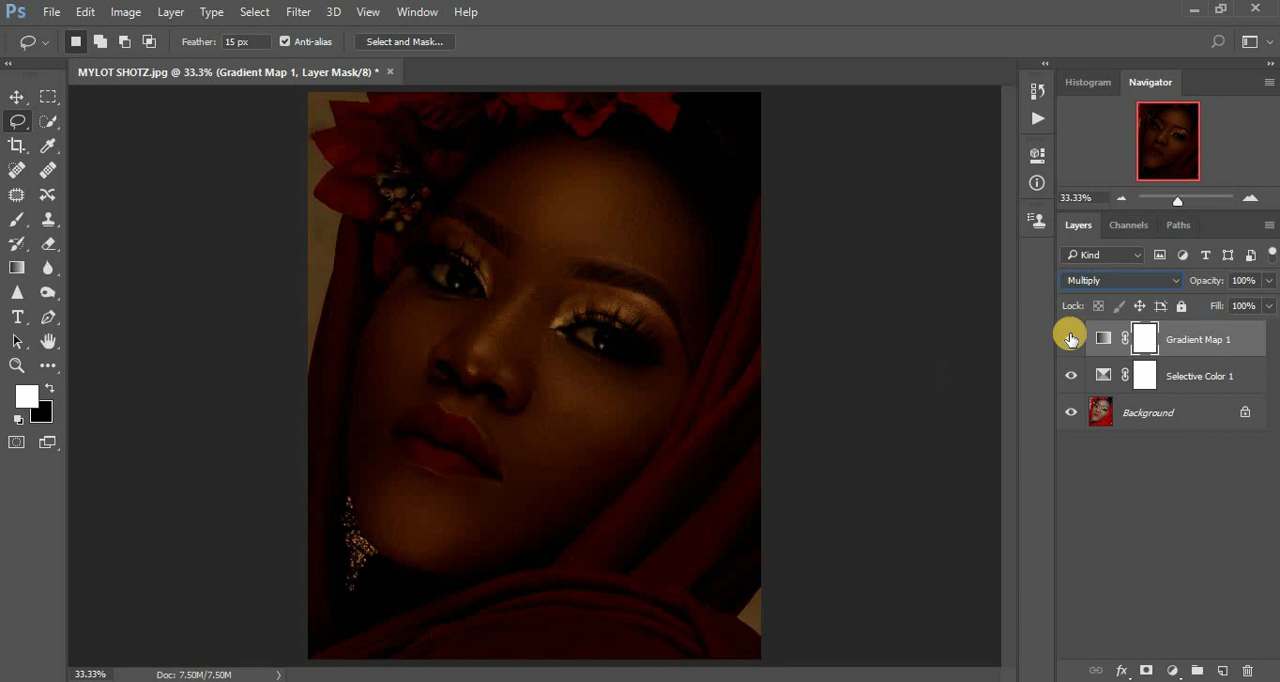 Ps File Edit Image Layer Type Select Filter 3D View Window Help
Feather: 15 px Anti-alias Select and Mask...
MYLOT SHOTZ.jpg @ 33.3% (Gradient Map 1, Layer Mask/8) * ×
Histogram Navigator
33.33%
Layers Channels Paths
Kind
Multiply Opacity: 100%
Lock: Fill: 100%
Gradient Map 1
Selective Color 1
Background
33.33% Doc: 7.50M/7.50M
fx